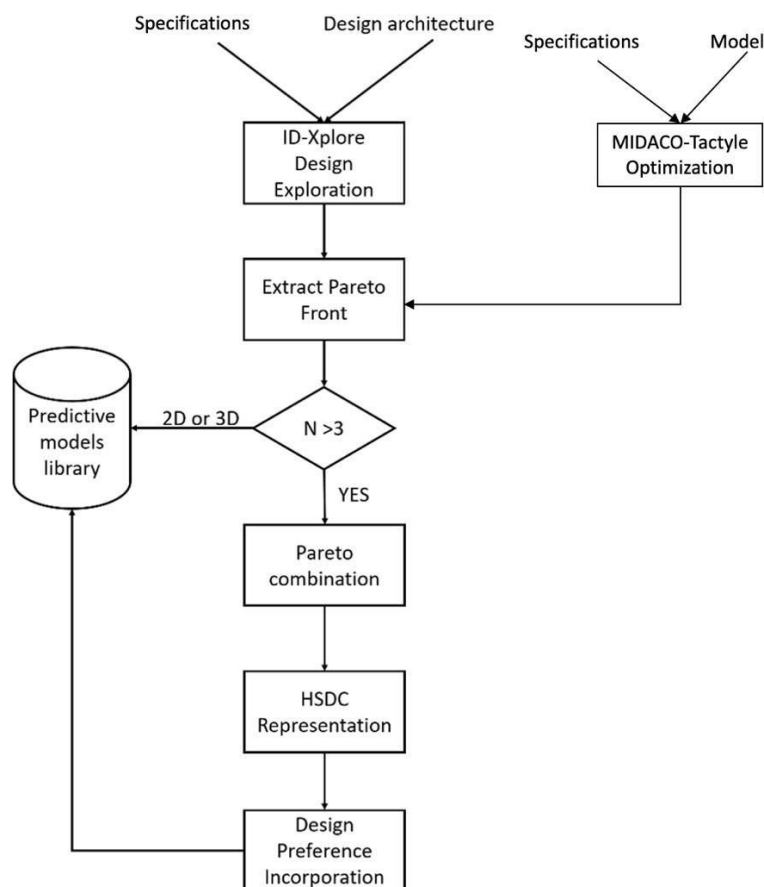 Specifications
Design architecture
Specifications
Model
ID-Xplore
Design
Exploration
MIDACO-Tactyle
Optimization
Extract Pareto
Front
Predictive
models
library
2D or 3D
N >3
YES
Pareto
combination
HSDC
Representation
Design
Preference
Incorporation